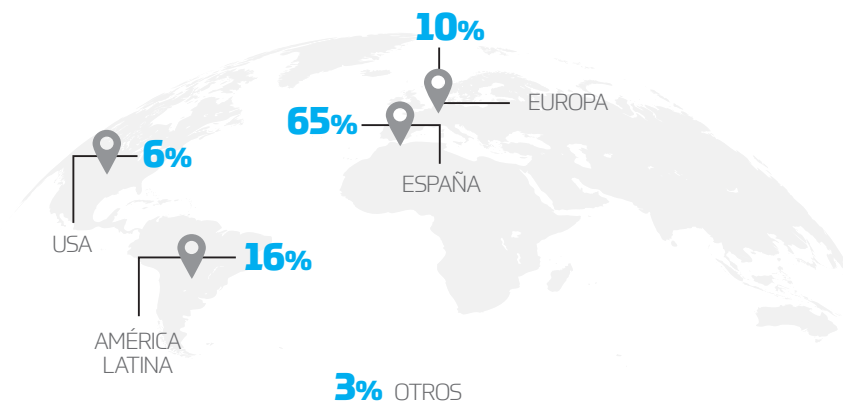 10%
EUROPA
65%
ESPAÑA
6%
USA
16%
AMÉRICA
LATINA
3% OTROS